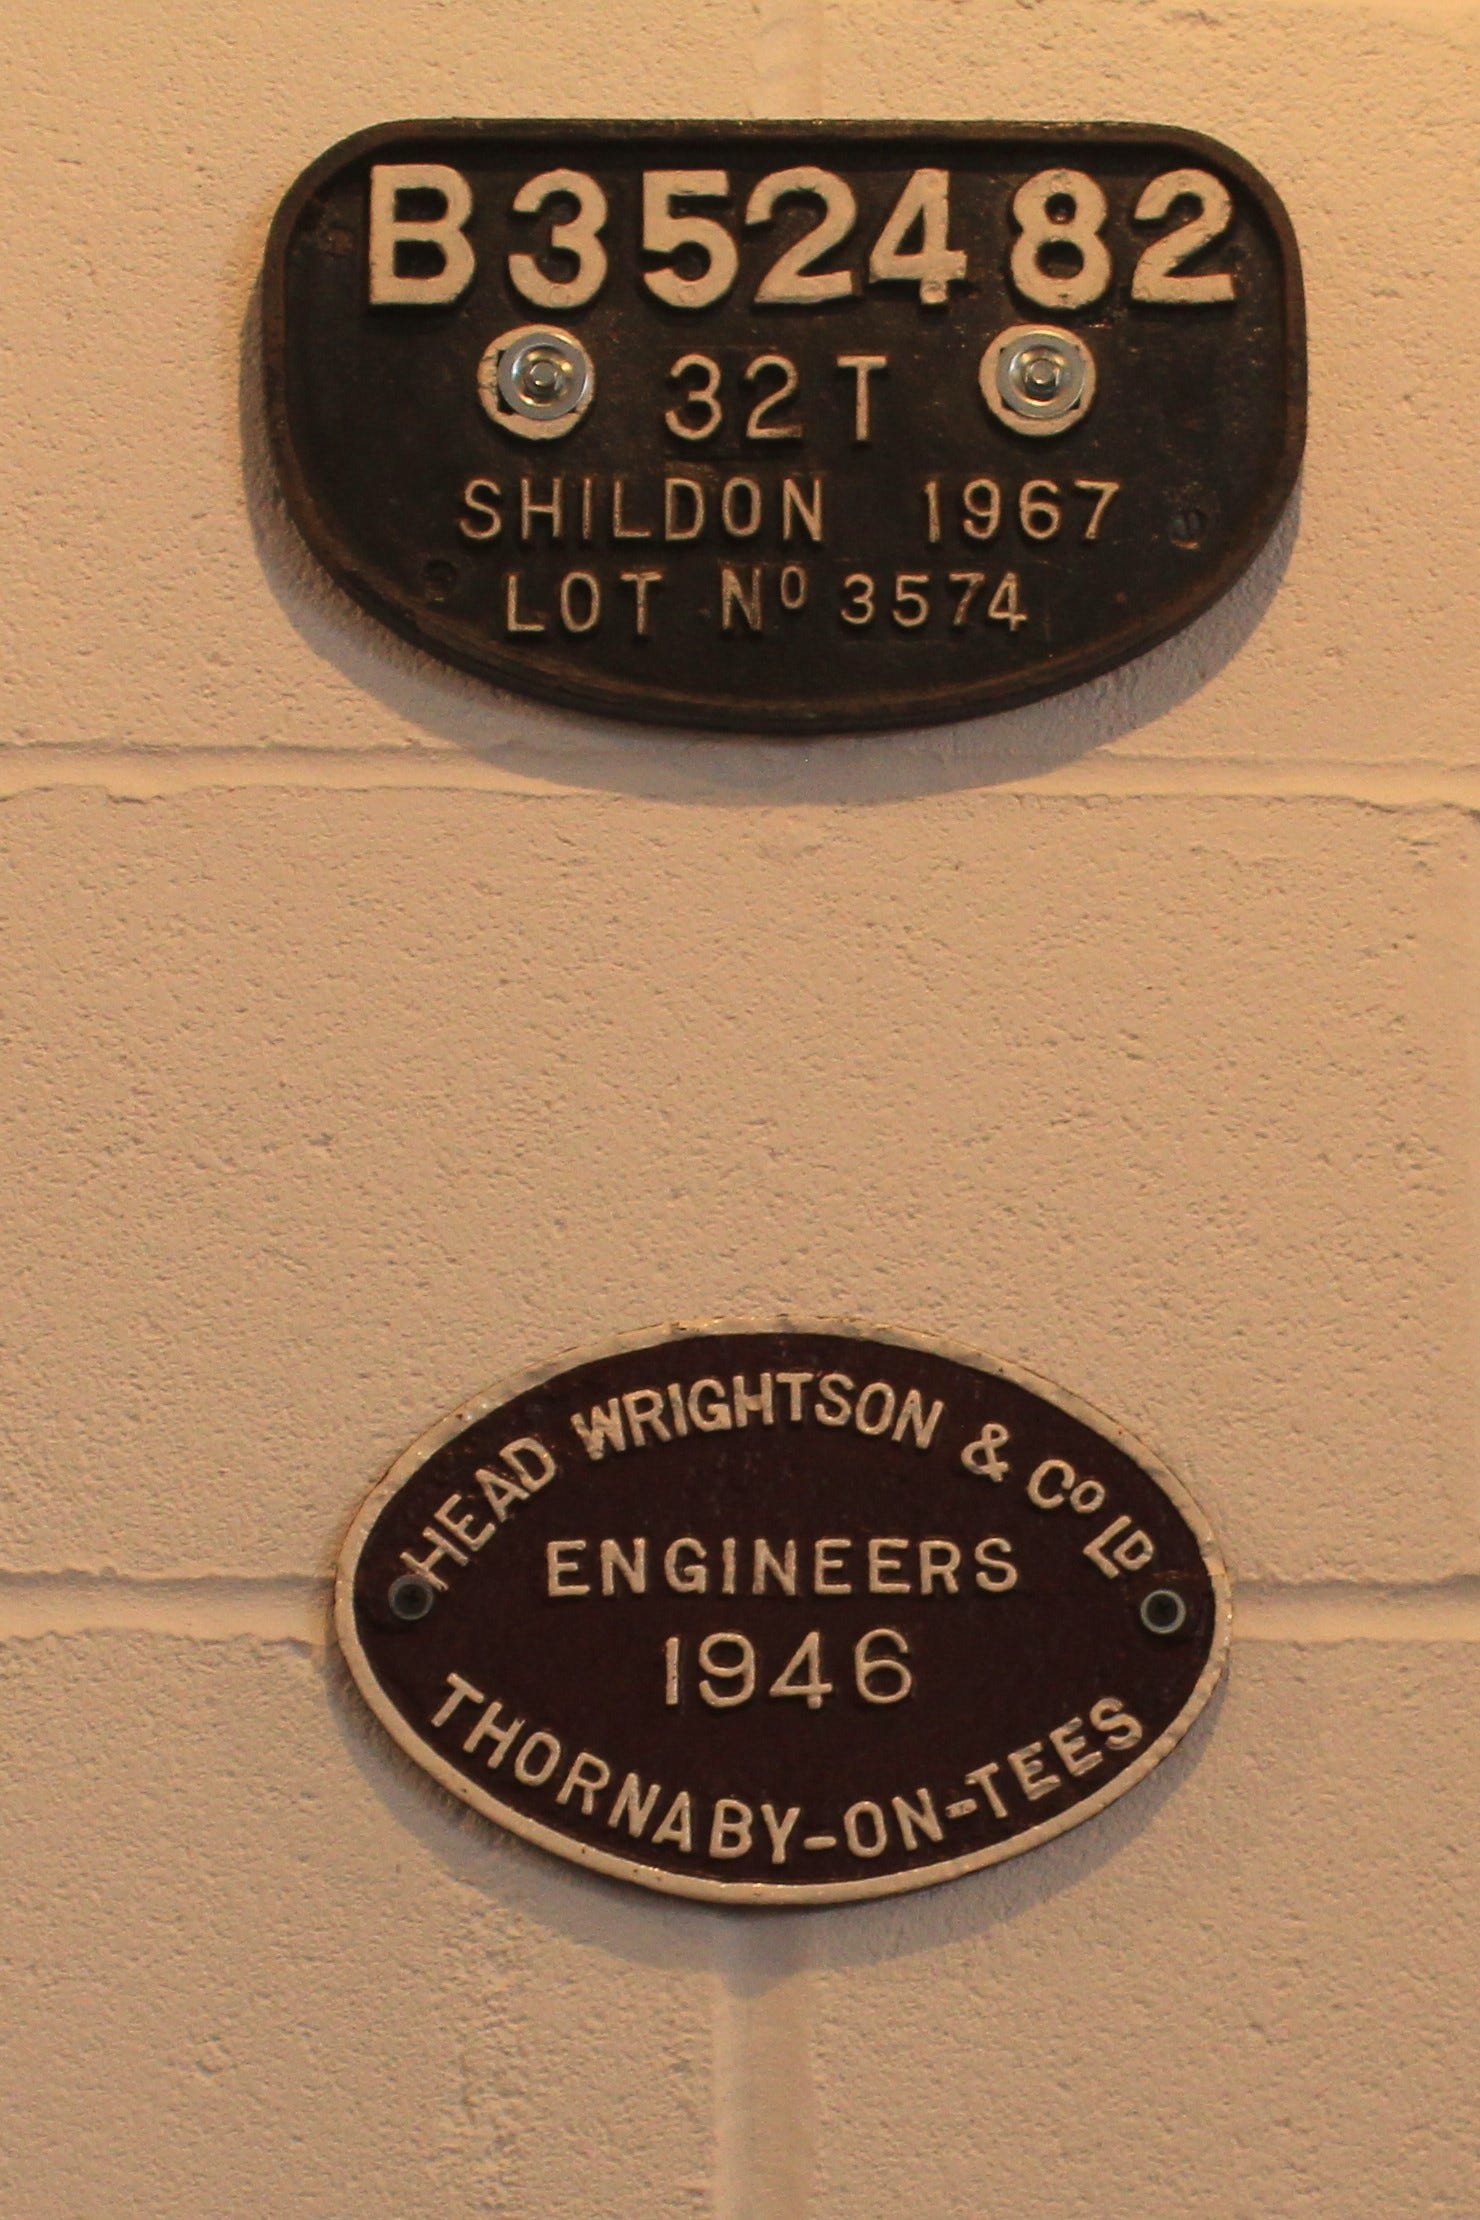 B352482
32T
SHILDON 1967
LOT Nº 3574
HEAD WRIGHTSON & Cº LD
ENGINEERS
1946
THORNABY-ON-TEES